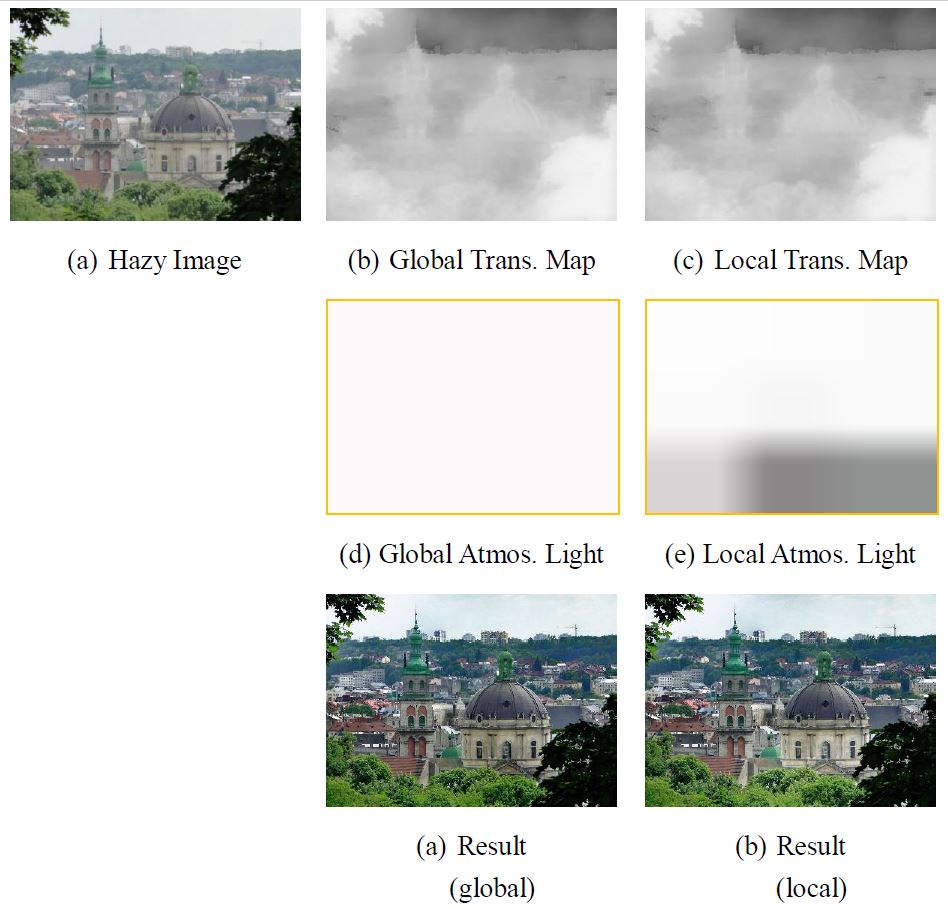 (a) Hazy Image
(b) Global Trans. Map
(c) Local Trans. Map
(d) Global Atmos. Light
(e) Local Atmos. Light
(a) Result
(global)
(b) Result
(local)